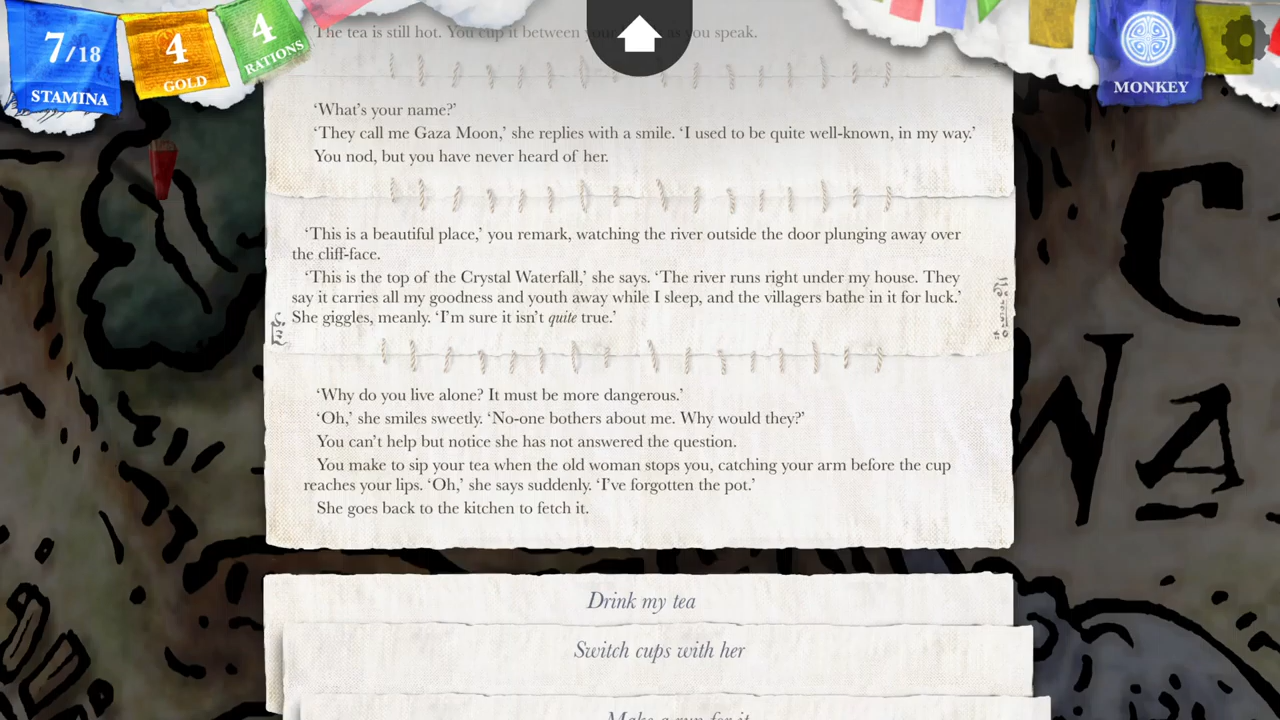 7/18
STAMINA
4
GOLD
4
RATIONS
MONKEY
The tea is still hot. You cup it between your as you speak.
‘What’s your name?’
‘They call me Gaza Moon,’ she replies with a smile. ‘I used to be quite well-known, in my way.’
You nod, but you have never heard of her.
‘This is a beautiful place,’ you remark, watching the river outside the door plunging away over
the cliff-face.
‘This is the top of the Crystal Waterfall,’ she says. ‘The river runs right under my house. They
say it carries all my goodness and youth away while I sleep, and the villagers bathe in it for luck.’
She giggles, meanly. ‘I’m sure it isn’t quite true.’
‘Why do you live alone? It must be more dangerous.’
‘Oh,’ she smiles sweetly. ‘No-one bothers about me. Why would they?’
You can’t help but notice she has not answered the question.
You make to sip your tea when the old woman stops you, catching your arm before the cup
reaches your lips. ‘Oh,’ she says suddenly. ‘I’ve forgotten the pot.’
She goes back to the kitchen to fetch it.
Drink my tea
Switch cups with her
Make a run for it
C
WA